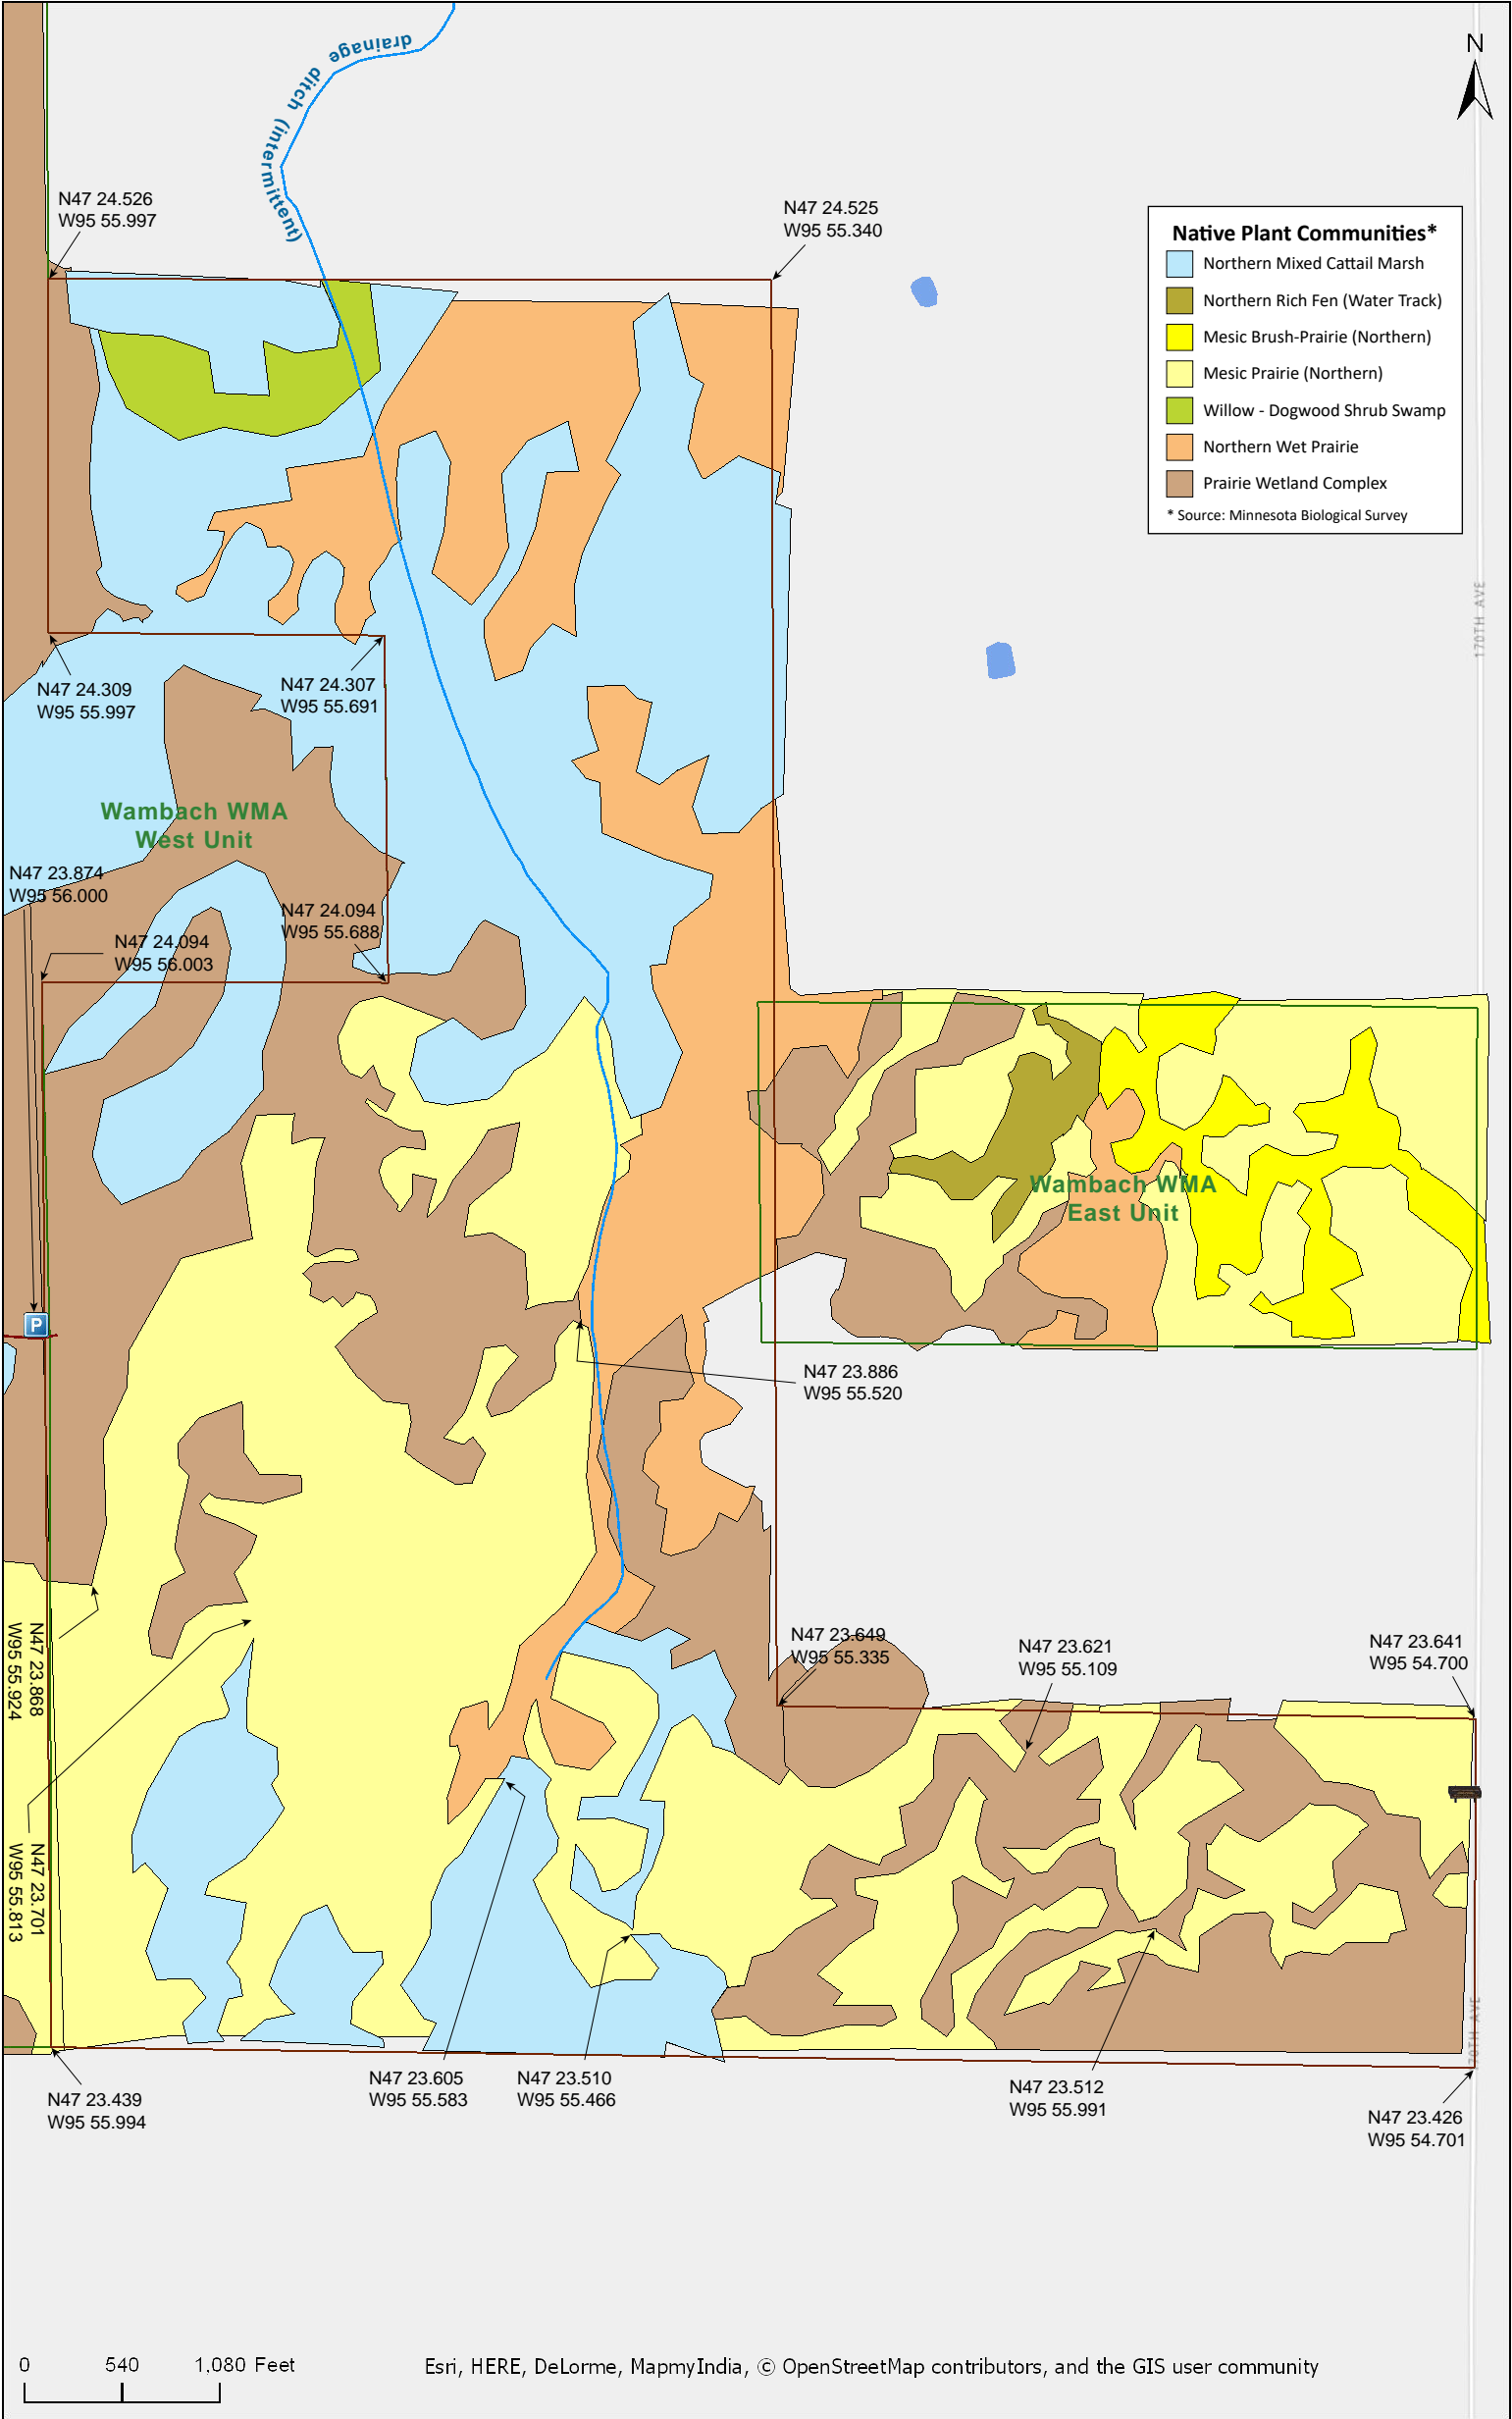 drainage ditch (intermittent)
N
N47 24.526
W95 55.997
N47 24.525
W95 55.340
Native Plant Communities*
Northern Mixed Cattail Marsh
Northern Rich Fen (Water Track)
Mesic Brush-Prairie (Northern)
Mesic Prairie (Northern)
Willow - Dogwood Shrub Swamp
Northern Wet Prairie
Prairie Wetland Complex
* Source: Minnesota Biological Survey
170TH AVE
N47 24.309
W95 55.997
N47 24.307
W95 55.691
Wambach WMA
West Unit
N47 23.874
W95 56.000
N47 24.094
W95 55.688
N47 24.094
W95 56.003
Wambach WMA
East Unit
P
N47 23.886
W95 55.520
N47 23.868
W95 55.924
N47 23.649
W95 55.335
N47 23.621
W95 55.109
N47 23.641
W95 54.700
N47 23.701
W95 55.813
170TH AVE
N47 23.439
W95 55.994
N47 23.605
W95 55.583
N47 23.510
W95 55.466
N47 23.512
W95 55.991
N47 23.426
W95 54.701
0 540 1,080 Feet
Esri, HERE, DeLorme, MapmyIndia, © OpenStreetMap contributors, and the GIS user community